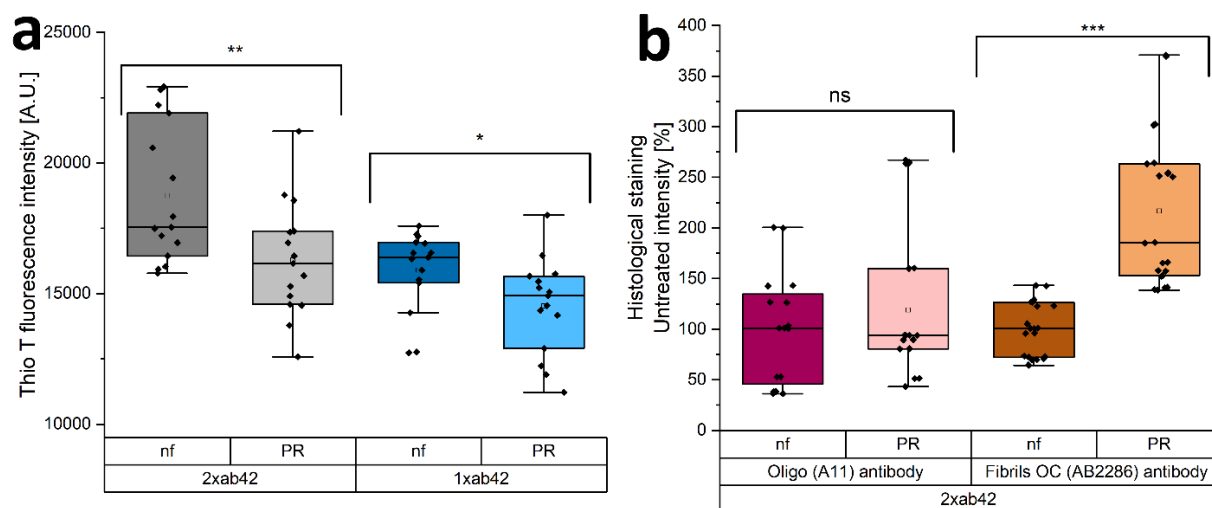 a
Thio T fluorescence intensity [A.U.]
25000
20000
15000
10000
**
*
nf PR nf PR
2xab42 1xab42
b
Histological staining
Untreated intensity [%]
400
350
300
250
200
150
100
50
0
ns
***
nf PR nf PR
Oligo (A11) antibody Fibrils OC (AB2286) antibody
2xab42